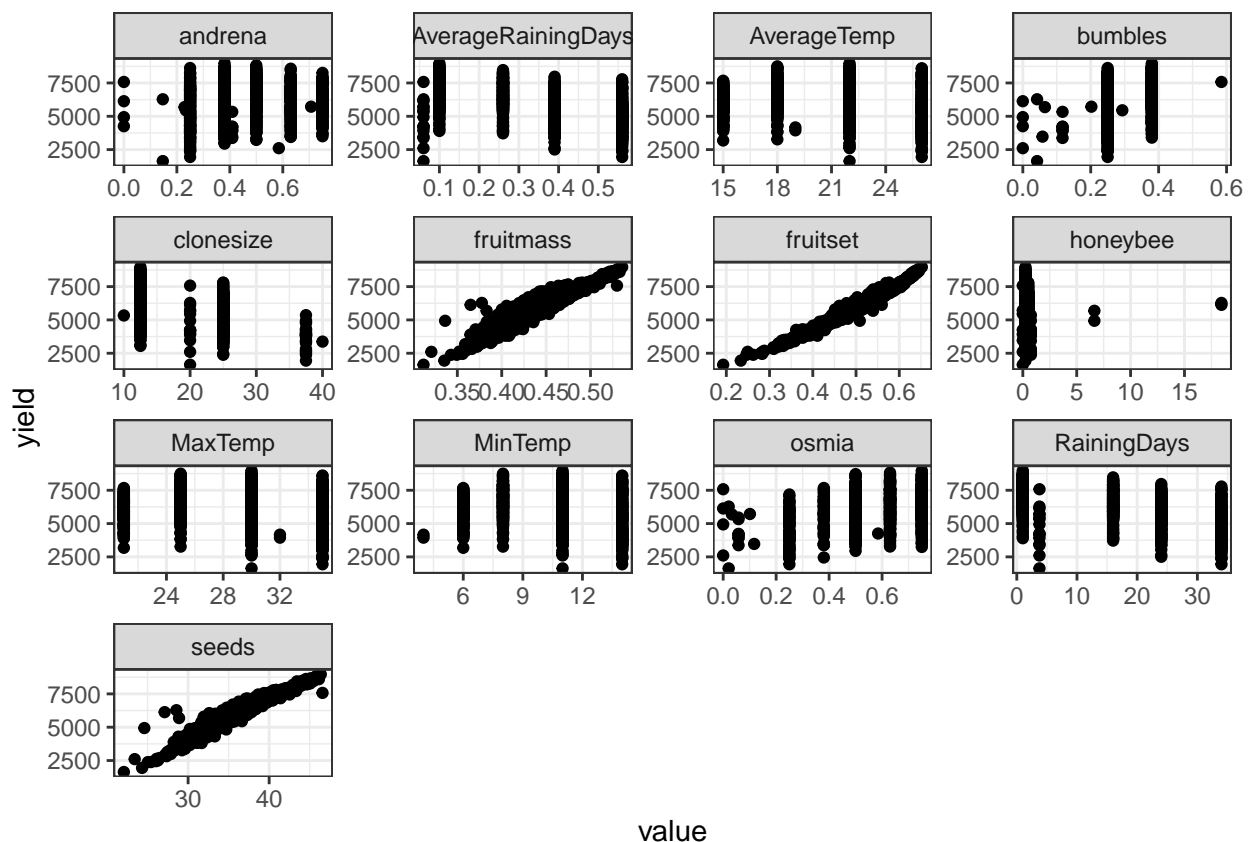 andrena AverageRainingDays AverageTemp bumbles
7500 5000 2500
0.0 0.2 0.4 0.6 0.1 0.2 0.3 0.4 0.5 15 18 21 24 0.0 0.2 0.4 0.6
clonesize fruitmass fruitset honeybee
7500 5000 2500
10 20 30 40 0.35 0.40 0.45 0.50 0.2 0.3 0.4 0.5 0.6 0 5 10 15
MaxTemp MinTemp osmia RainingDays
7500 5000 2500
24 28 32 6 9 12 0.0 0.2 0.4 0.6 0 10 20 30
seeds
7500 5000 2500
30 40
yield
value